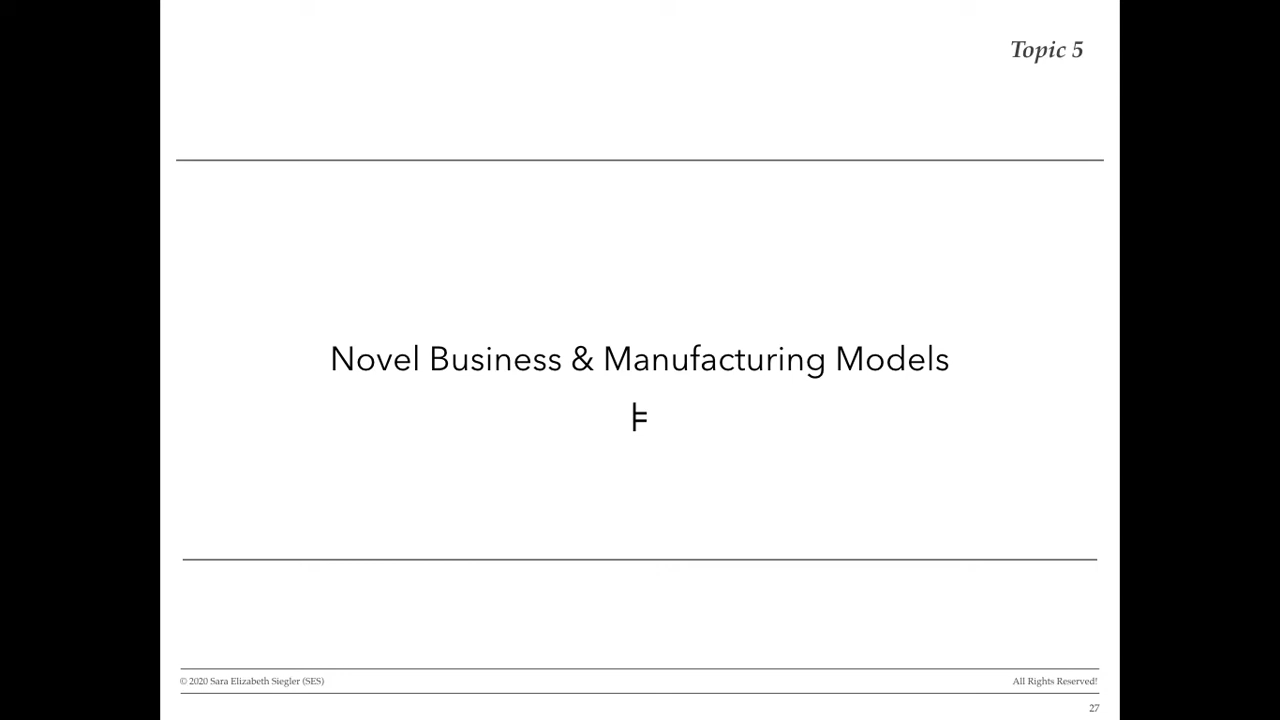 Topic 5
Novel Business & Manufacturing Models
⊧
© 2020 Sara Elizabeth Siegler (SES)
All Rights Reserved!
27